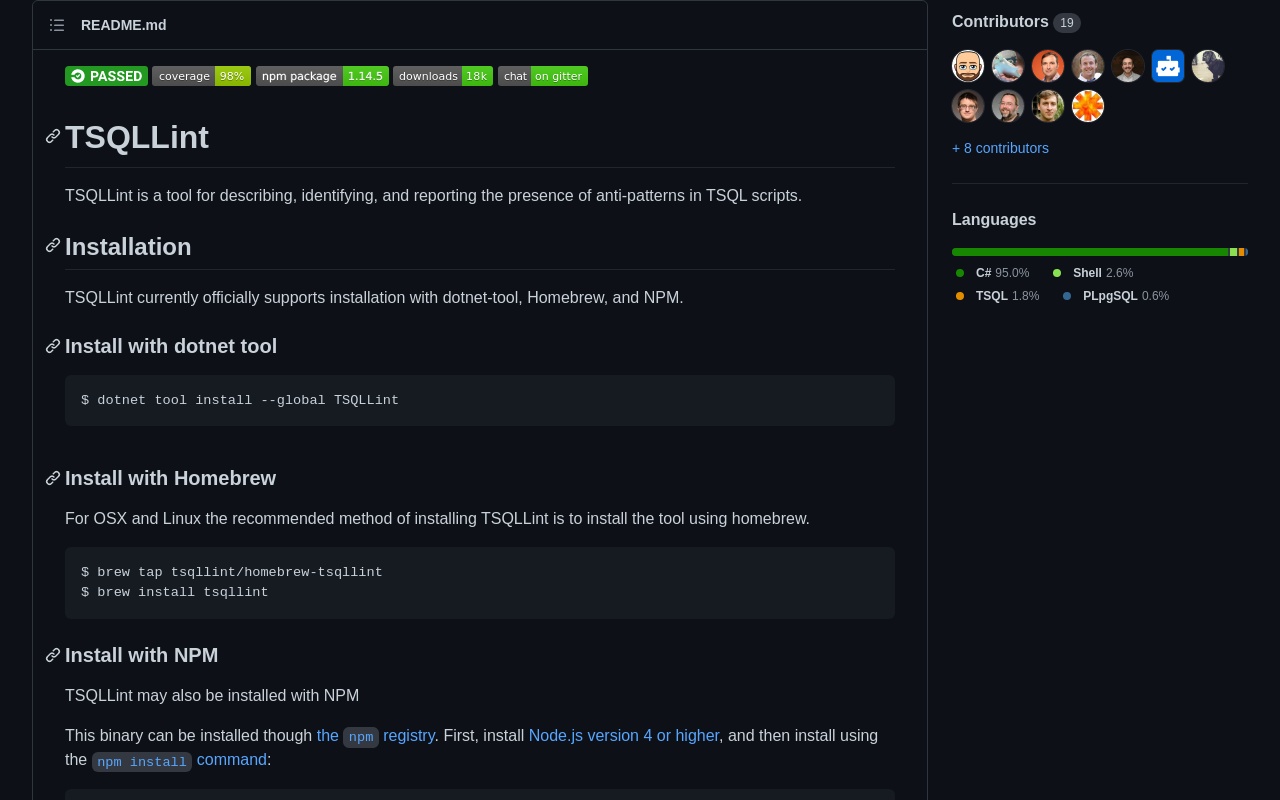 README.md
PASSED coverage 98% npm package 1.14.5 downloads 18k chat on gitter
TSQLLint
TSQLLint is a tool for describing, identifying, and reporting the presence of anti-patterns in TSQL scripts.
Installation
TSQLLint currently officially supports installation with dotnet-tool, Homebrew, and NPM.
Install with dotnet tool
$ dotnet tool install --global TSQLLint
Install with Homebrew
For OSX and Linux the recommended method of installing TSQLLint is to install the tool using homebrew.
$ brew tap tsqllint/homebrew-tsqllint
$ brew install tsqllint
Install with NPM
TSQLLint may also be installed with NPM
This binary can be installed though the npm registry. First, install Node.js version 4 or higher, and then install using
the npm install command:
Contributors 19
+ 8 contributors
Languages
C# 95.0% Shell 2.6%
TSQL 1.8% PLpgSQL 0.6%